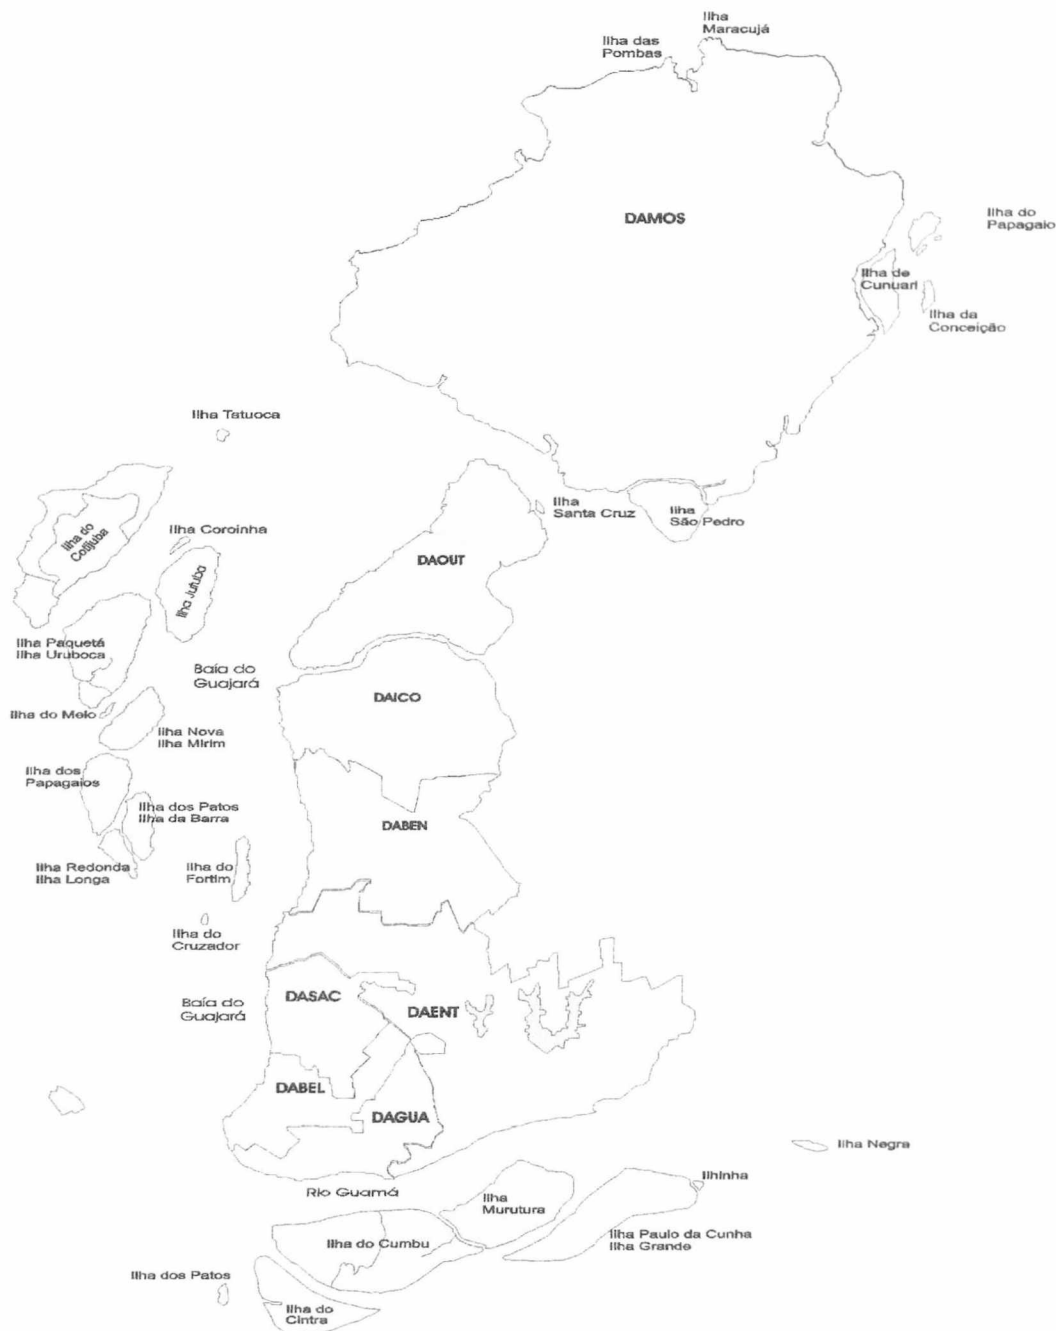 Ilha
Maracujá
Ilha das
Pombas
DAMOS
Ilha do
Papagaio
Ilha de
Cunuari
Ilha da
Conceição
Ilha Tatuoca
Ilha
Santa Cruz
Ilha
São Pedro
Ilha do
Cotijuba
Ilha Coroinha
Ilha Jutuba
DAOUT
Ilha Paquetá
Ilha Uruboca
Baía do
Guajará
DAICO
Ilha do Meio
Ilha Nova
Ilha Mirim
Ilha dos
Papagaios
Ilha dos Patos
Ilha da Barra
DABEN
Ilha Redonda
Ilha Longa
Ilha do
Fortim
Ilha do
Cruzador
Baía do
Guajará
DASAC
DAENT
DABEL
DAGUA
Ilha Negra
Rio Guamá
Ilha
Murutura
Ilhinha
Ilha do Cumbu
Ilha Paulo da Cunha
Ilha Grande
Ilha dos Patos
Ilha do
Cintra